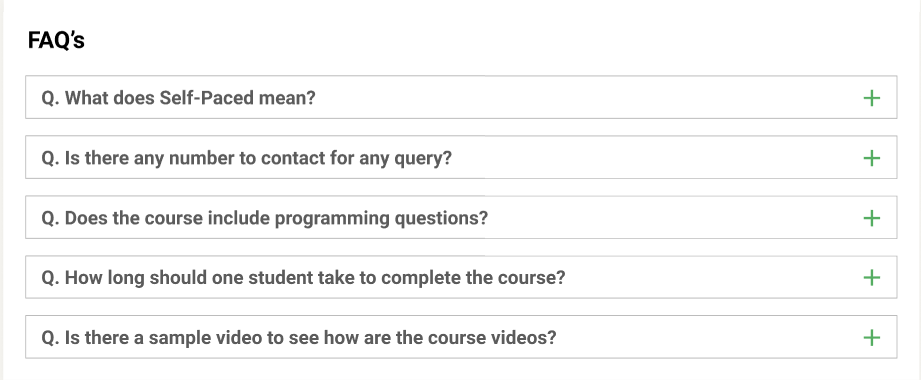 FAQ's
Q. What does Self-Paced mean?
Q. Is there any number to contact for any query?
Q. Does the course include programming questions?
Q. How long should one student take to complete the course?
Q. Is there a sample video to see how are the course videos?